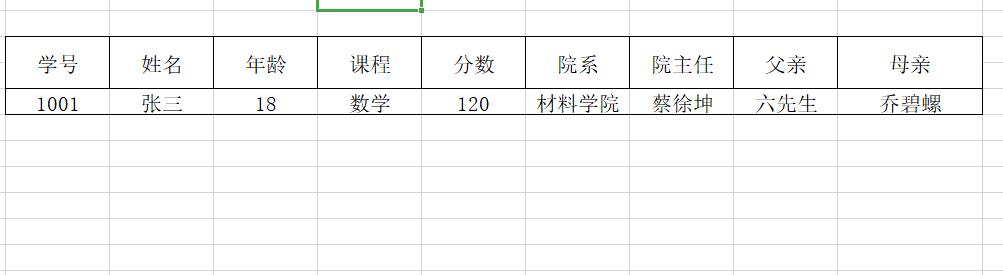 学号 姓名 年龄 课程 分数 院系 院主任 父亲 母亲
1001 张三 18 数学 120 材料学院 蔡徐坤 六先生 乔碧螺